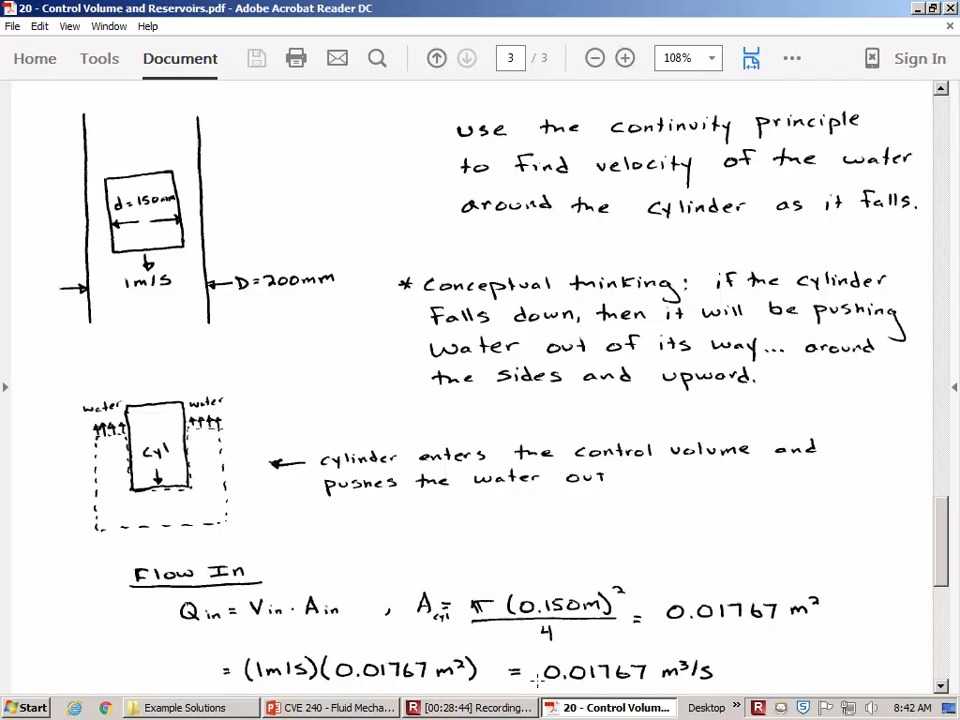 20 - Control Volume and Reservoirs.pdf - Adobe Acrobat Reader DC
File Edit View Window Help
Home Tools Document 3 / 3 108% Sign In
use the continuity principle
to find velocity of the water
around the cylinder as it falls.
d = 150mm
1m/s
D = 200mm
* Conceptual thinking: if the cylinder
falls down, then it will be pushing
water out of its way... around
the sides and upward.
water water
cyl
cylinder enters the control volume and
pushes the water out
Flow In
Qin = Vin · Ain , Acyl = π (0.150m)² / 4 = 0.01767 m²
= (1m/s)(0.01767 m²) = 0.01767 m³/s
Start Example Solutions CVE 240 - Fluid Mecha... [00:28:44] Recording... 20 - Control Volum... Desktop 8:42 AM